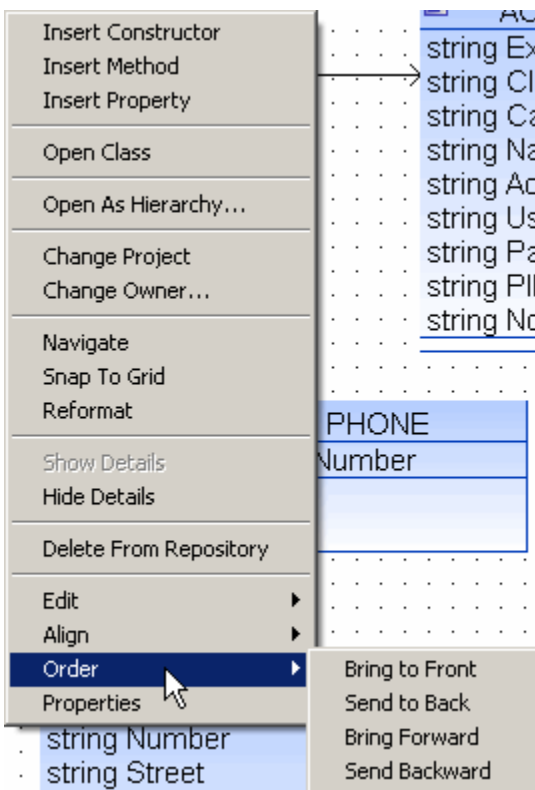 Insert Constructor
Insert Method
Insert Property
Open Class
Open As Hierarchy...
Change Project
Change Owner...
Navigate
Snap To Grid
Reformat
Show Details
Hide Details
Delete From Repository
Edit
Align
Order
Properties
Bring to Front
Send to Back
Bring Forward
Send Backward
string
string
string
string
string
string
string
string
string
PHONE
Number
string Number
string Street